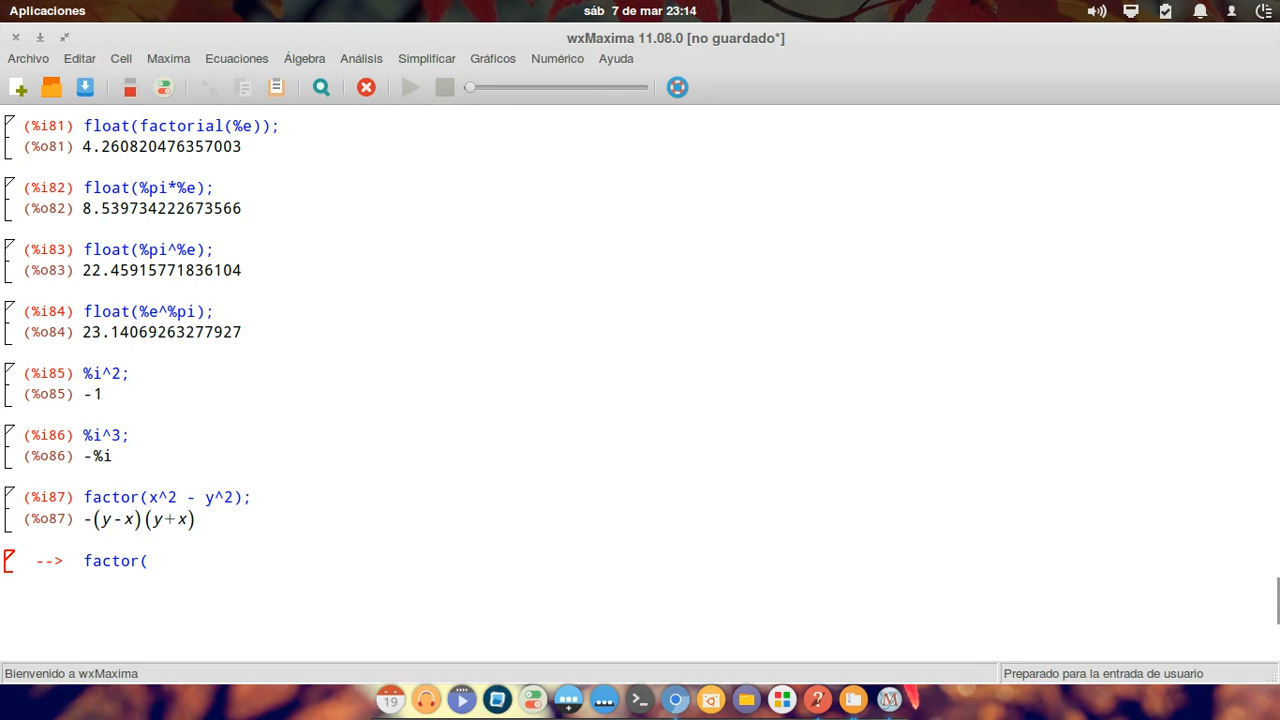 Aplicaciones
sáb 7 de mar 23:14
wxMaxima 11.08.0 [no guardado*]
Archivo Editar Cell Maxima Ecuaciones Álgebra Análisis Simplificar Gráficos Numérico Ayuda
(%i81) float(factorial(%e));
(%o81) 4.260820476357003
(%i82) float(%pi*%e);
(%o82) 8.539734222673566
(%i83) float(%pi^%e);
(%o83) 22.45915771836104
(%i84) float(%e^%pi);
(%o84) 23.14069263277927
(%i85) %i^2;
(%o85) -1
(%i86) %i^3;
(%o86) -%i
(%i87) factor(x^2 - y^2);
(%o87) -(y-x)(y+x)
--> factor(
Bienvenido a wxMaxima
Preparado para la entrada de usuario
19